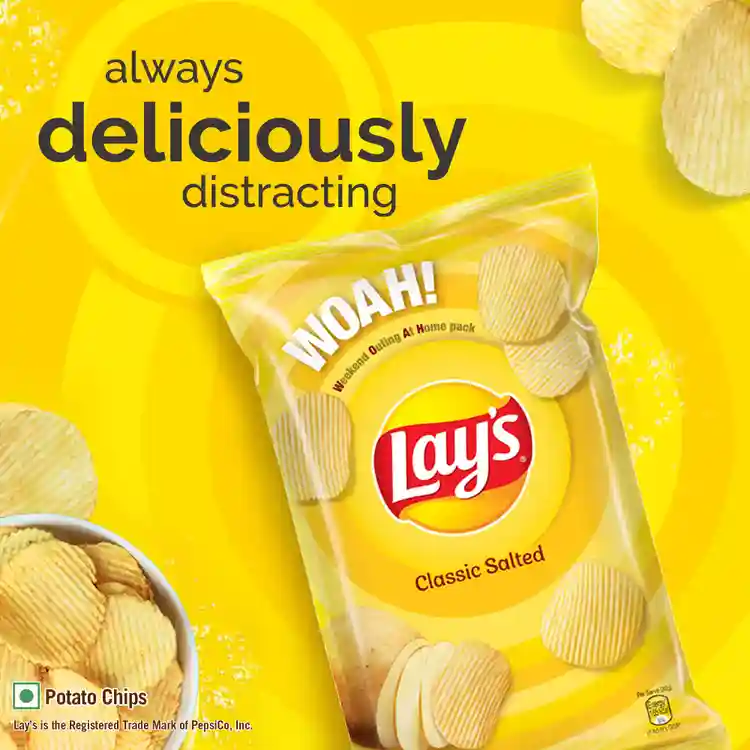 always
deliciously
distracting
WOAH!
Weekend Outing At Home pack
Lay's
Classic Salted
Potato Chips
Lay's is the Registered Trade Mark of PepsiCo, Inc.